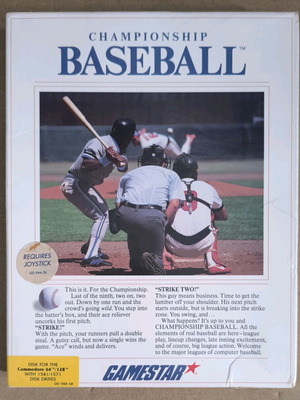 CHAMPIONSHIP
BASEBALL™
REQUIRES
JOYSTICK
This is it. For the Championship.
Last of the ninth, two on, two
out. Down by one run and the
crowd's going wild. You step into
the batter's box, and their ace reliever
uncorks his first pitch.
"STRIKE!"
With the pitch, your runners pull a double
steal. A gutsy call, but now a single wins the
game. "Ace" winds and delivers.
"STRIKE TWO!"
This guy means business. Time to get the
lumber off your shoulder. His next pitch
starts outside, but is breaking into the strike
zone. You swing, and . . .
What happens? It's up to you and
CHAMPIONSHIP BASEBALL. All the
elements of real baseball are here - league
play, lineup changes, late inning excitement,
and of course, big league action. Welcome
to the major leagues of computer baseball.
DISK FOR THE
Commodore 64™/128™
WITH 1541/1571
DISK DRIVES
GAMESTAR